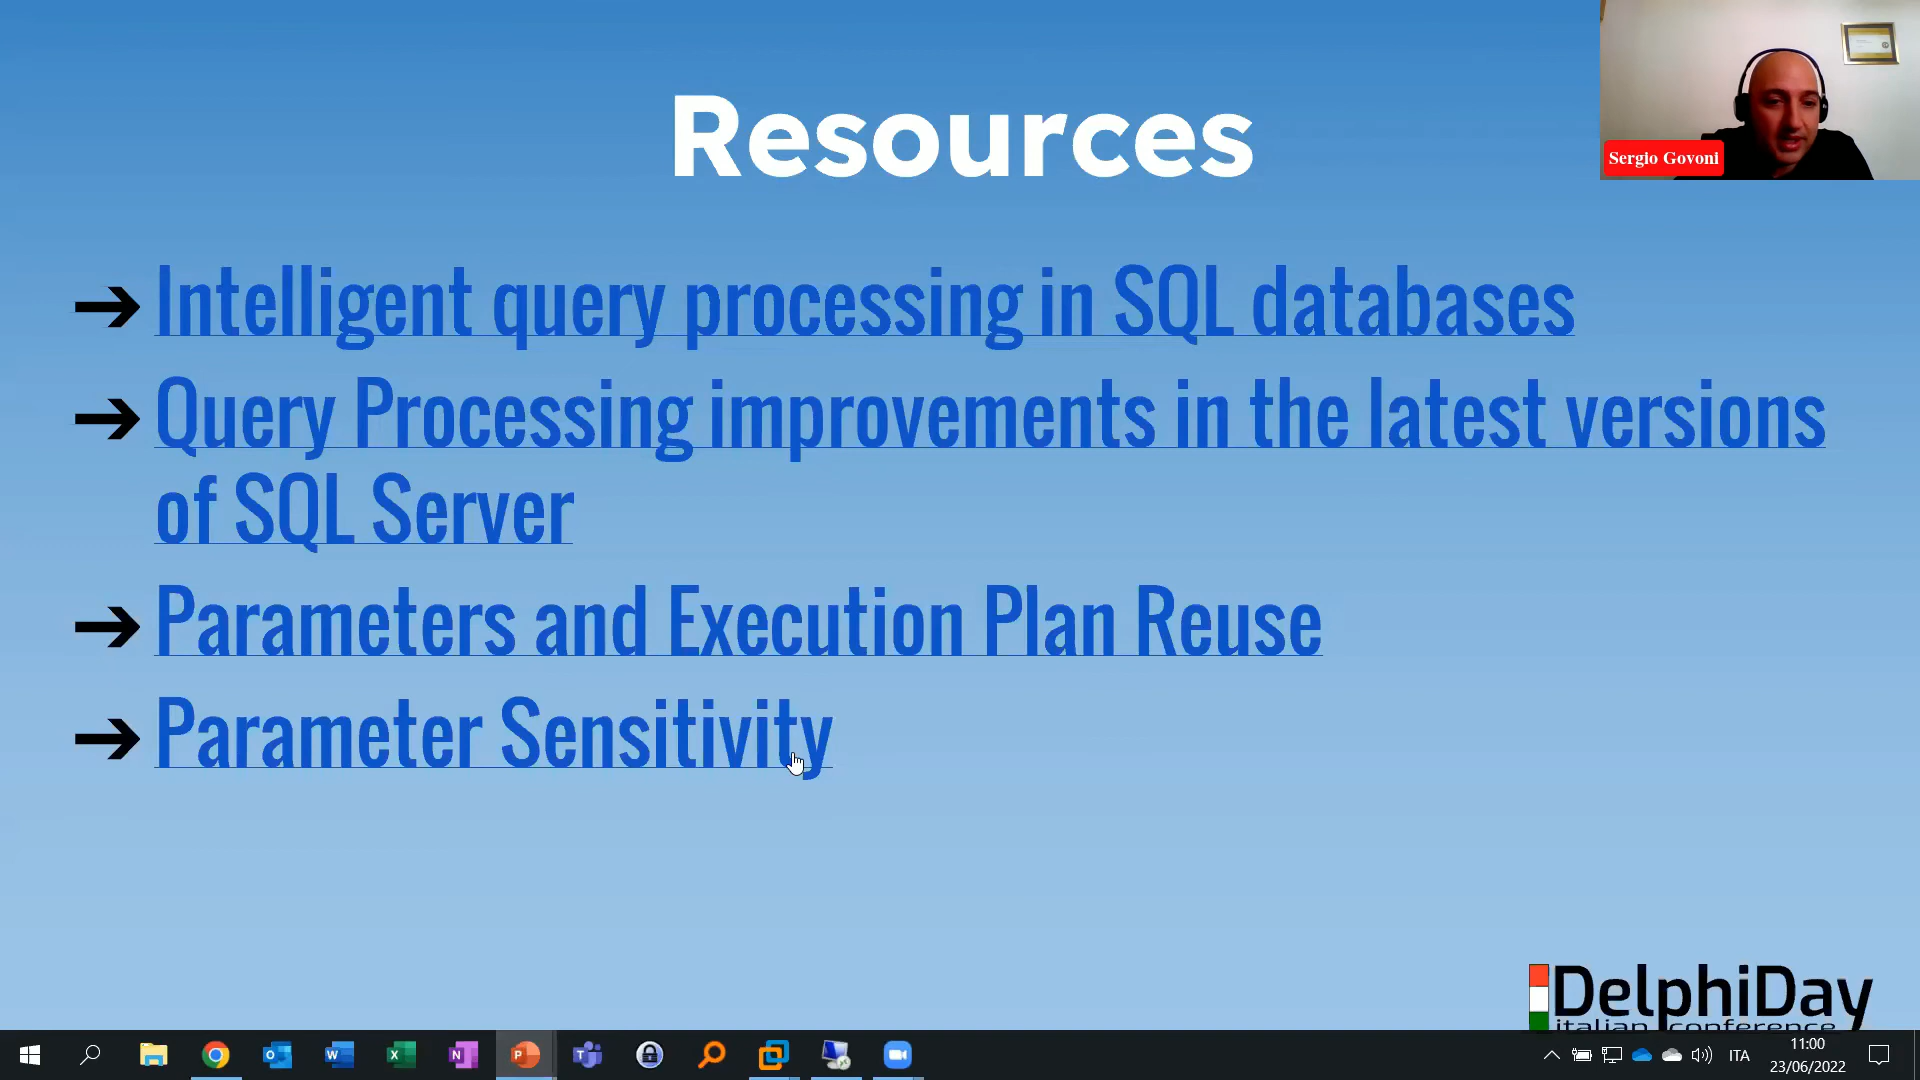 Resources
Sergio Govoni
➔ Intelligent query processing in SQL databases
➔ Query Processing improvements in the latest versions
of SQL Server
➔ Parameters and Execution Plan Reuse
➔ Parameter Sensitivity
DelphiDay
italian conference
ITA
11:00
23/06/2022